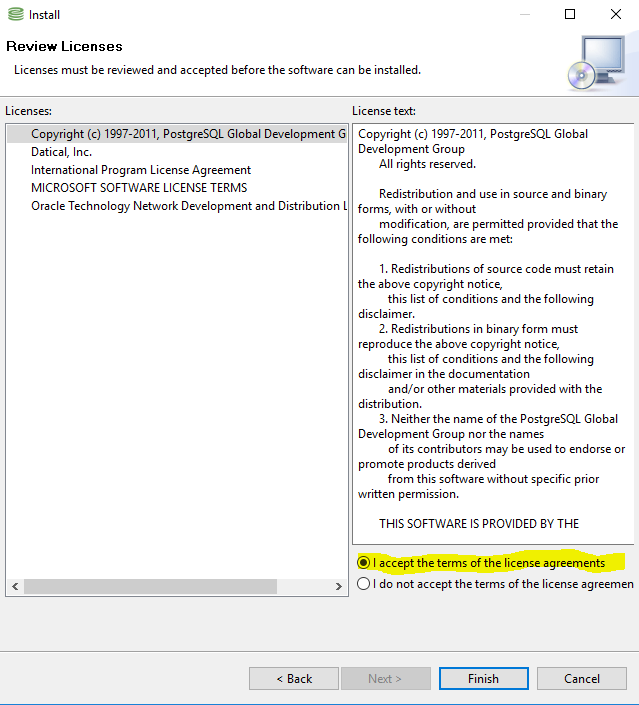 Install
Review Licenses
Licenses must be reviewed and accepted before the software can be installed.
Licenses:
Copyright (c) 1997-2011, PostgreSQL Global Development G
Datical, Inc.
International Program License Agreement
MICROSOFT SOFTWARE LICENSE TERMS
Oracle Technology Network Development and Distribution L
License text:
Copyright (c) 1997-2011, PostgreSQL Global
Development Group
All rights reserved.
Redistribution and use in source and binary
forms, with or without
modification, are permitted provided that the
following conditions are met:
1. Redistributions of source code must retain
the above copyright notice,
this list of conditions and the following
disclaimer.
2. Redistributions in binary form must
reproduce the above copyright notice,
this list of conditions and the following
disclaimer in the documentation
and/or other materials provided with the
distribution.
3. Neither the name of the PostgreSQL Global
Development Group nor the names
of its contributors may be used to endorse or
promote products derived
from this software without specific prior
written permission.
THIS SOFTWARE IS PROVIDED BY THE
I accept the terms of the license agreements
I do not accept the terms of the license agreemen
< Back
Next >
Finish
Cancel